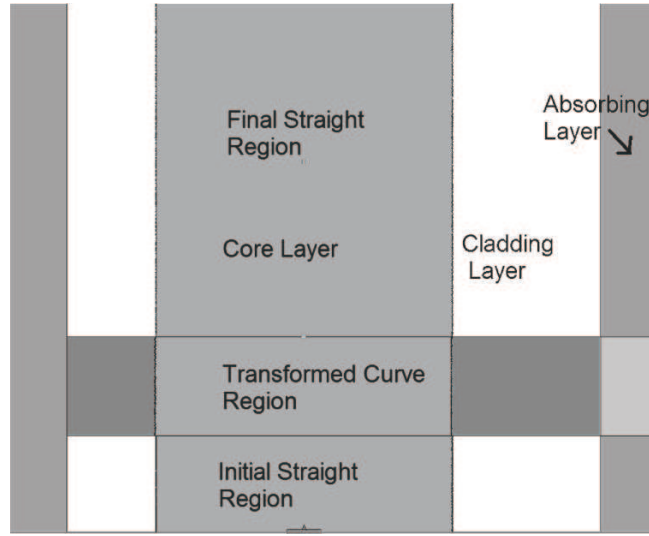 Final Straight
Region
Absorbing
Layer
Core Layer
Cladding
Layer
Transformed Curve
Region
Initial Straight
Region